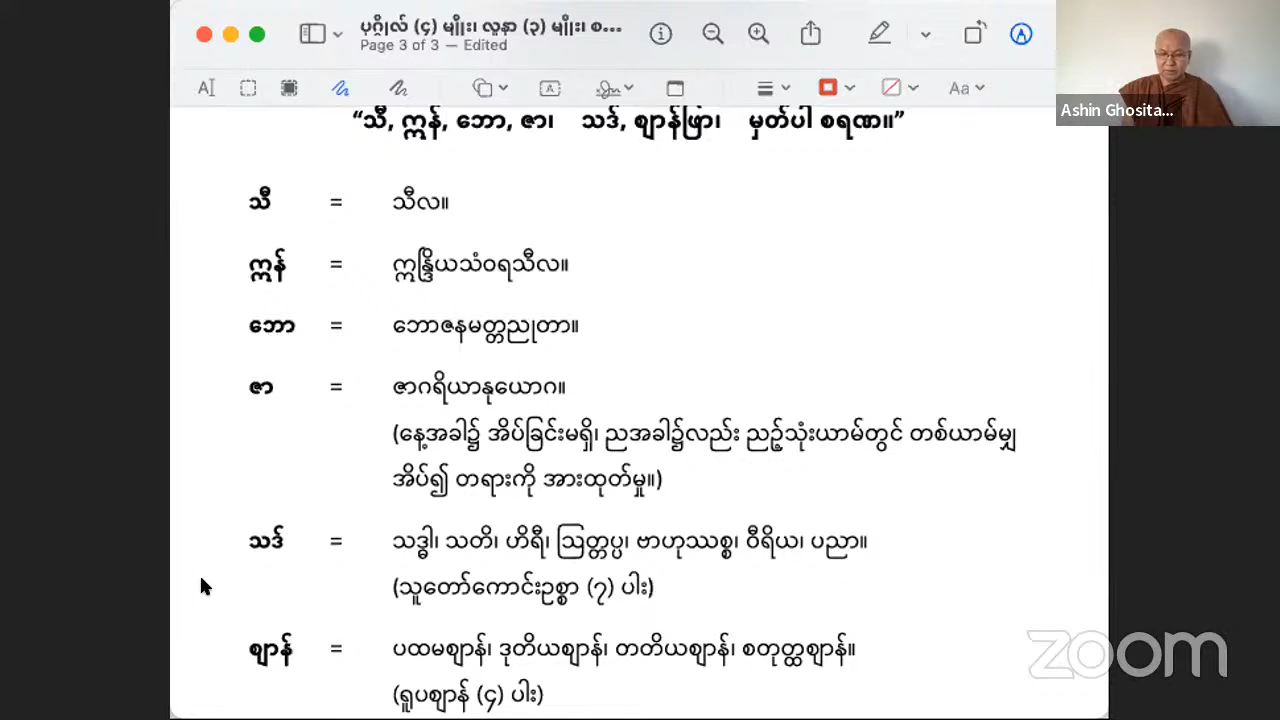 ပုဂ္ဂိုလ် (၄) မျိုး၊ လူနာ (၃) မျိုး၊ စ...
Page 3 of 3 — Edited
Aa
Ashin Ghosita...
“သီ, ဣန်, ဘော, ဇာ၊ သဒ်, ဈာန်ဖြာ၊ မှတ်ပါ စရဏ။”
သီ = သီလ။
ဣန် = ဣန္ဒြိယသံဝရသီလ။
ဘော = ဘောဇနမတ္တညုတာ။
ဇာ = ဇာဂရိယာနုယောဂ။
(နေ့အခါ၌ အိပ်ခြင်းမရှိ၊ ညအခါ၌လည်း ညဉ့်သုံးယာမ်တွင် တစ်ယာမ်မျှ
အိပ်၍ တရားကို အားထုတ်မှု။)
သဒ် = သဒ္ဓါ၊ သတိ၊ ဟိရီ၊ ဩတ္တပ္ပ၊ ဗာဟုဿစ္စ၊ ဝီရိယ၊ ပညာ။
(သူတော်ကောင်းဥစ္စာ (၇) ပါး)
ဈာန် = ပထမဈာန်၊ ဒုတိယဈာန်၊ တတိယဈာန်၊ စတုတ္ထဈာန်။
(ရူပဈာန် (၄) ပါး)
zoom